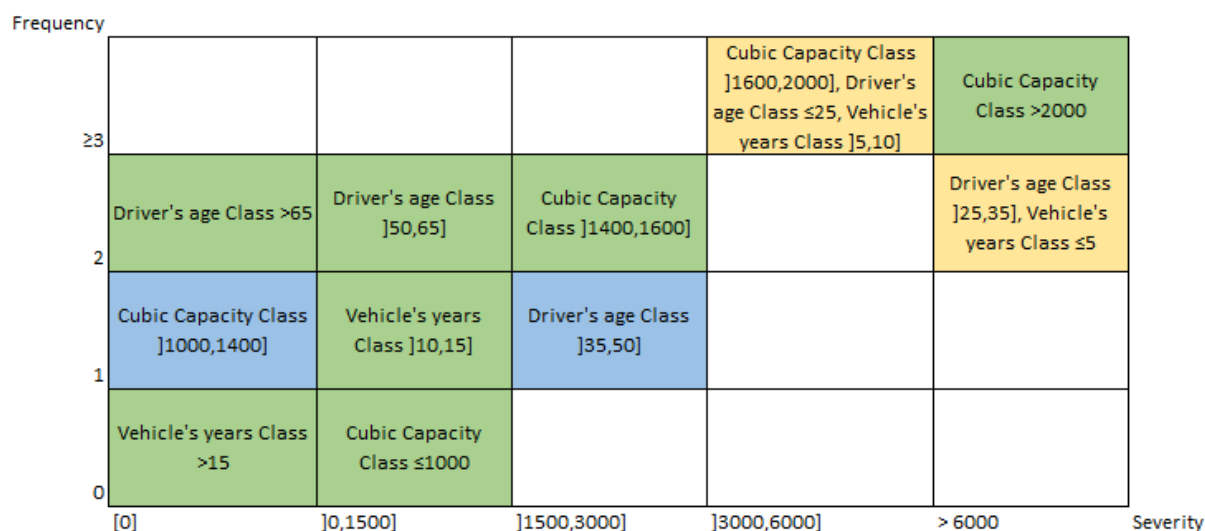 Frequency
Cubic Capacity Class
]1600,2000], Driver's
age Class ≤25, Vehicle's
years Class ]5,10]
Cubic Capacity
Class >2000
≥3
Driver's age Class >65
Driver's age Class
]50,65]
Cubic Capacity
Class ]1400,1600]
Driver's age Class
]25,35], Vehicle's
years Class ≤5
2
Cubic Capacity Class
]1000,1400]
Vehicle's years
Class ]10,15]
Driver's age Class
]35,50]
1
Vehicle's years Class
>15
Cubic Capacity
Class ≤1000
0
[0]
]0,1500]
]1500,3000]
]3000,6000]
> 6000
Severity